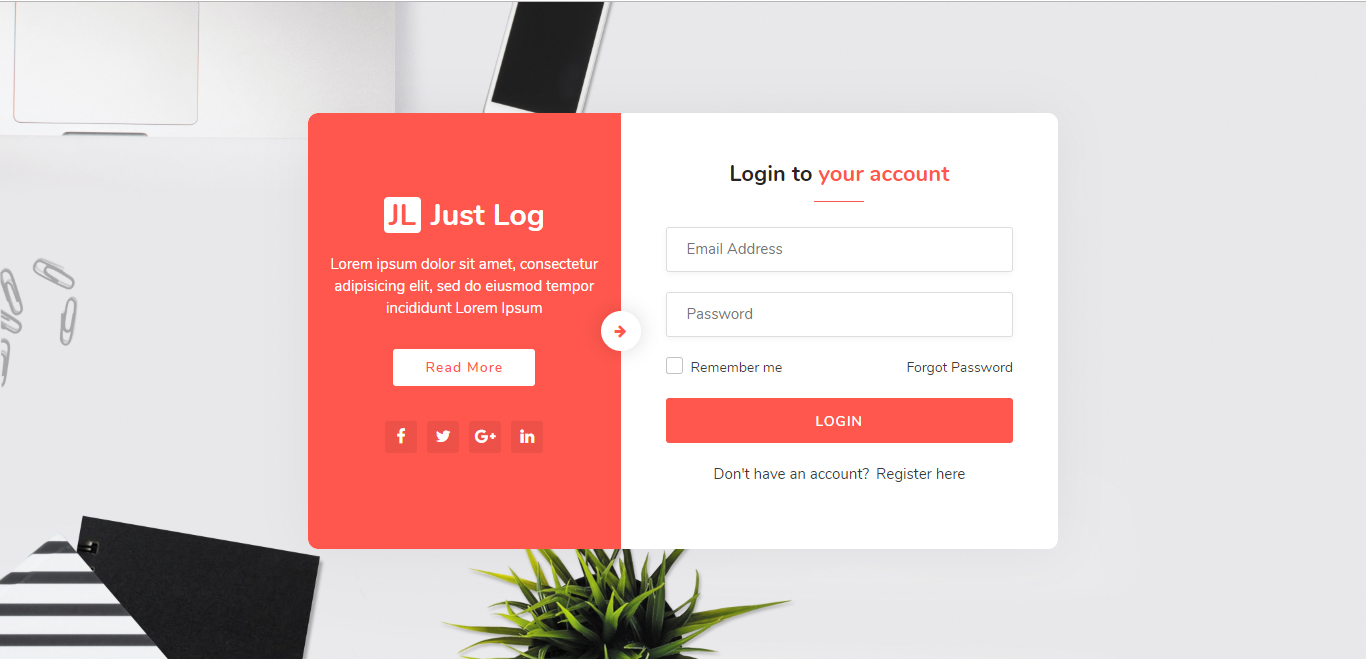 JL Just Log
Lorem ipsum dolor sit amet, consectetur
adipisicing elit, sed do eiusmod tempor
incididunt Lorem Ipsum
Read More
f G+ in
Login to your account
Email Address
Password
Remember me Forgot Password
LOGIN
Don't have an account? Register here